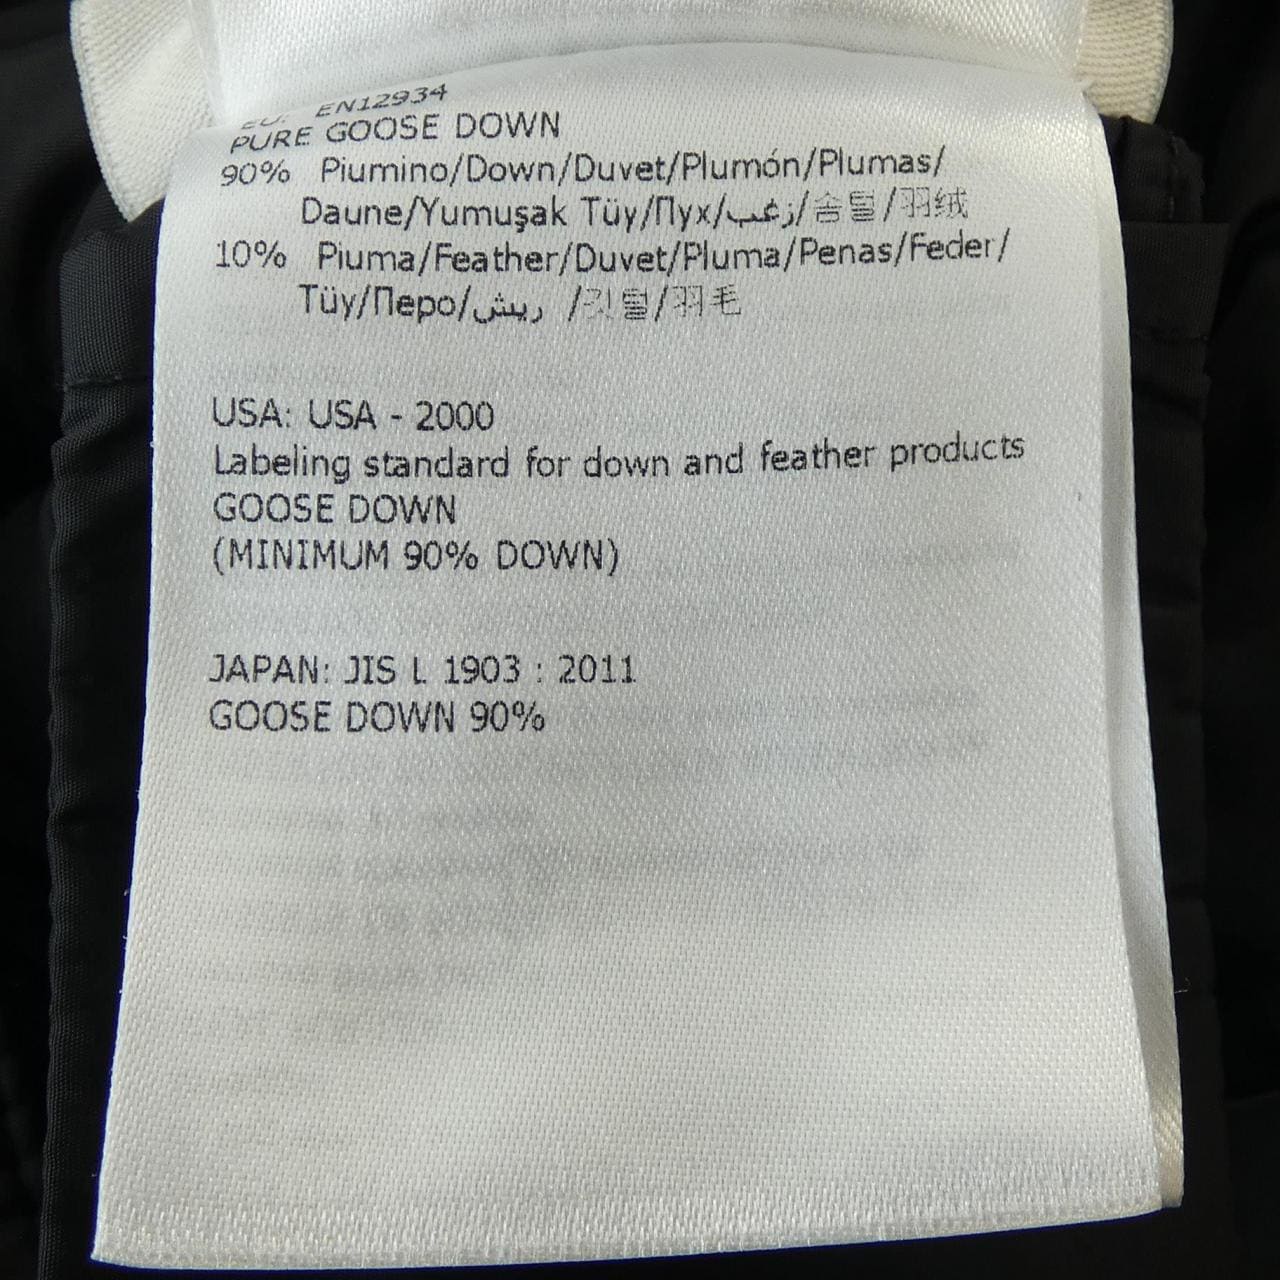 EU: EN12934
PURE GOOSE DOWN
90% Piumino/Down/Duvet/Plumón/Plumas/
Daune/Yumuşak Tüy/Пух/زغب/솜털/羽绒
10% Piuma/Feather/Duvet/Pluma/Penas/Feder/
Tüy/Перо/ريش /깃털/羽毛
USA: USA - 2000
Labeling standard for down and feather products
GOOSE DOWN
(MINIMUM 90% DOWN)
JAPAN: JIS L 1903 : 2011
GOOSE DOWN 90%